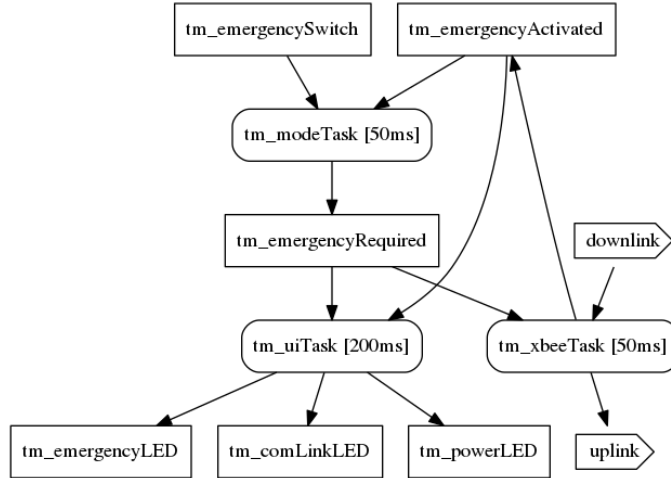 tm_emergencySwitch
tm_emergencyActivated
tm_modeTask [50ms]
tm_emergencyRequired
downlink
tm_uiTask [200ms]
tm_xbeeTask [50ms]
tm_emergencyLED
tm_comLinkLED
tm_powerLED
uplink